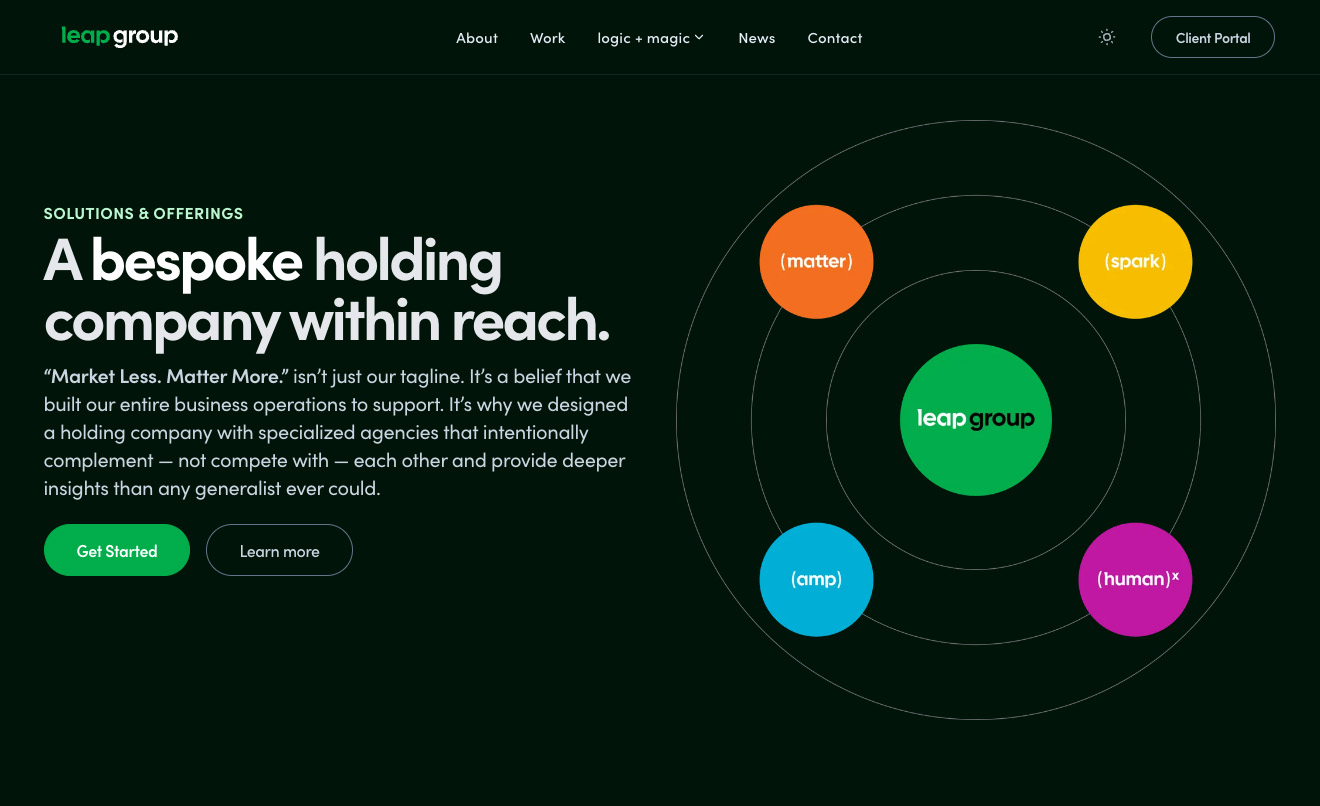 leap group
About
Work
logic + magic
News
Contact
Client Portal
SOLUTIONS & OFFERINGS
A bespoke holding
company within reach.
“Market Less. Matter More.” isn’t just our tagline. It’s a belief that we
built our entire business operations to support. It’s why we designed
a holding company with specialized agencies that intentionally
complement — not compete with — each other and provide deeper
insights than any generalist ever could.
Get Started
Learn more
(matter)
(spark)
leap group
(amp)
(human)ˣ